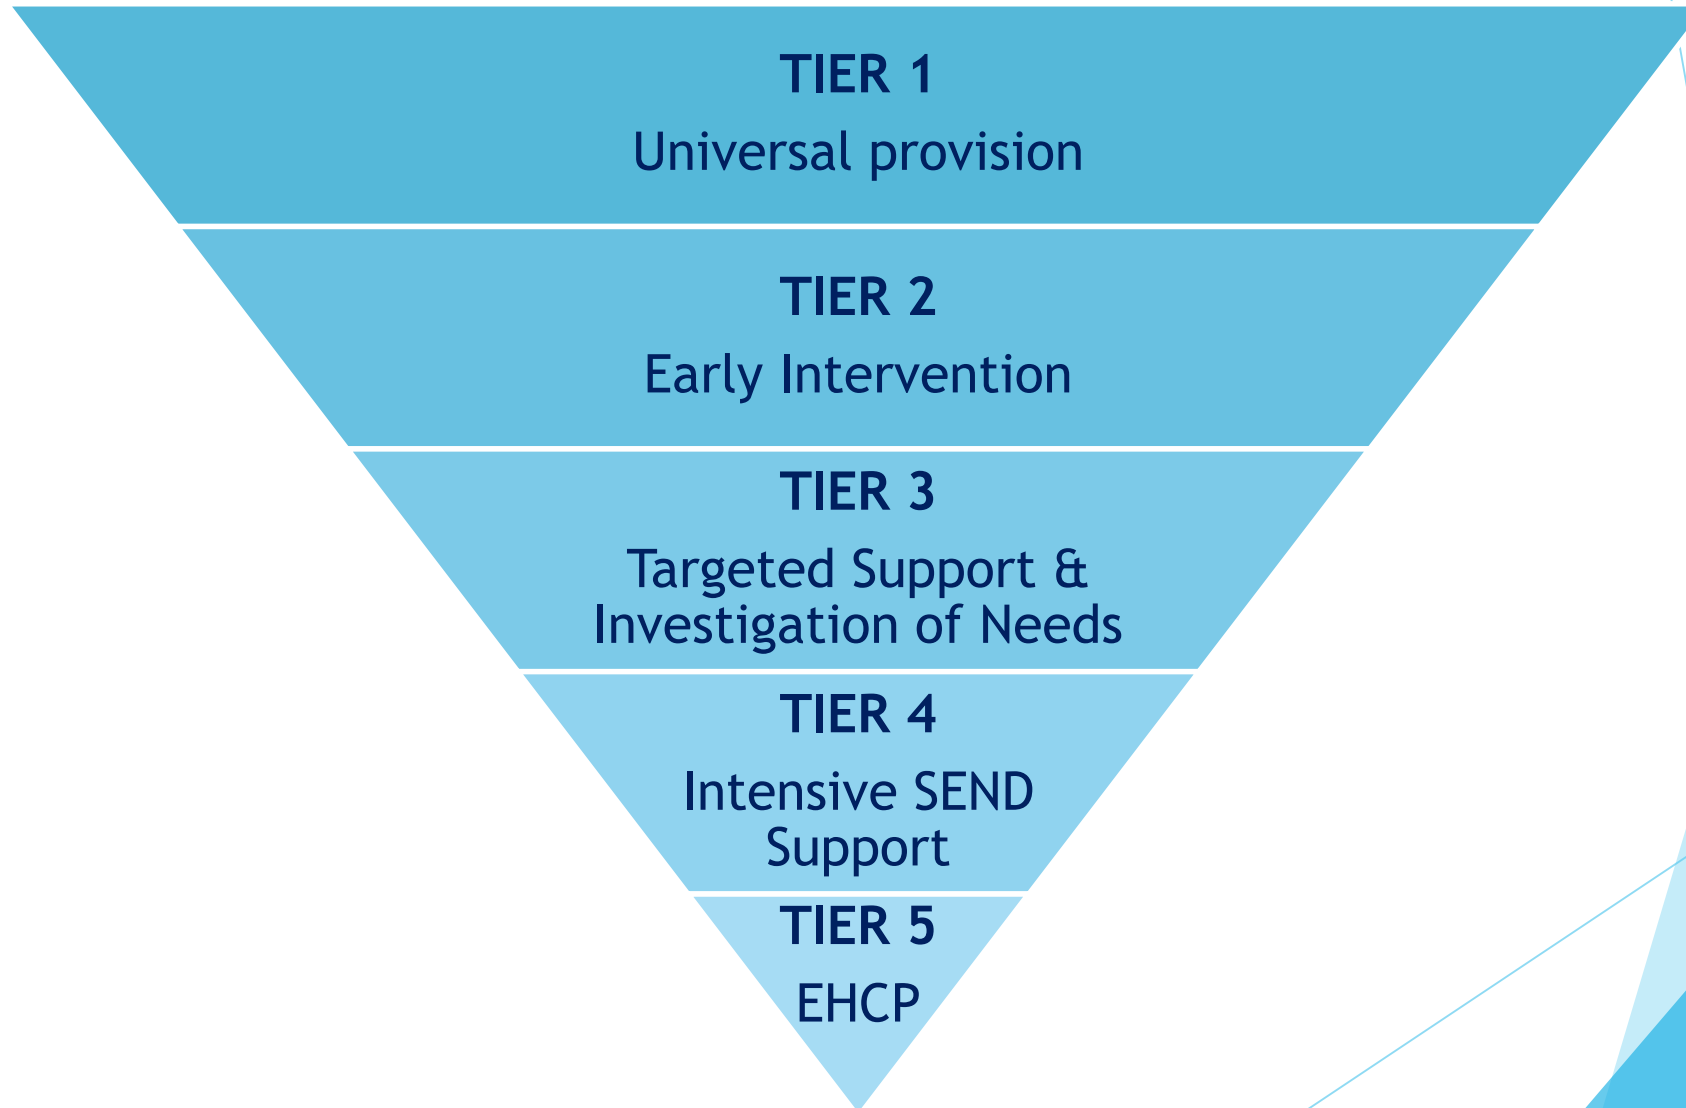 TIER 1
Universal provision
TIER 2
Early Intervention
TIER 3
Targeted Support &
Investigation of Needs
TIER 4
Intensive SEND
Support
TIER 5
EHCP